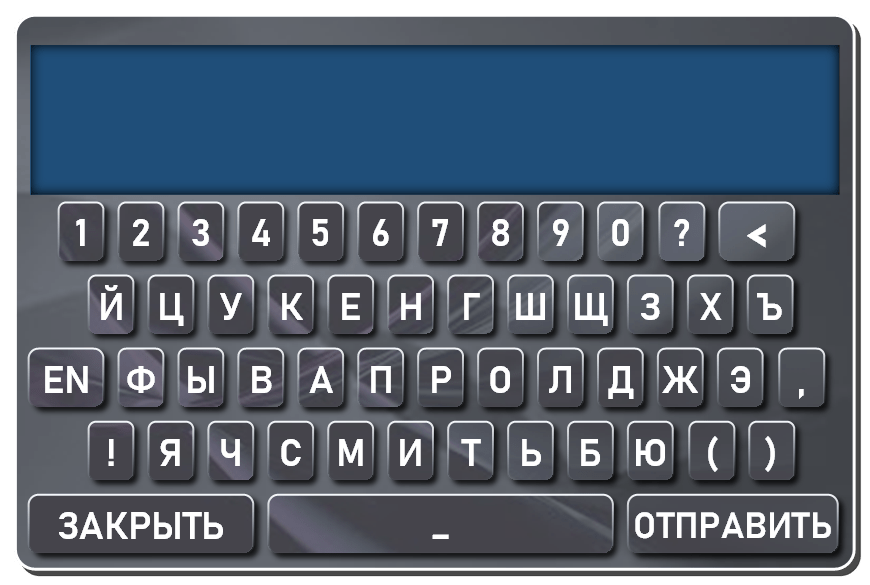 1 2 3 4 5 6 7 8 9 0 ? <
Й Ц У К Е Н Г Ш Щ З Х Ъ
EN Ф Ы В А П Р О Л Д Ж Э ,
! Я Ч С М И Т Ь Б Ю ( )
ЗАКРЫТЬ _ ОТПРАВИТЬ